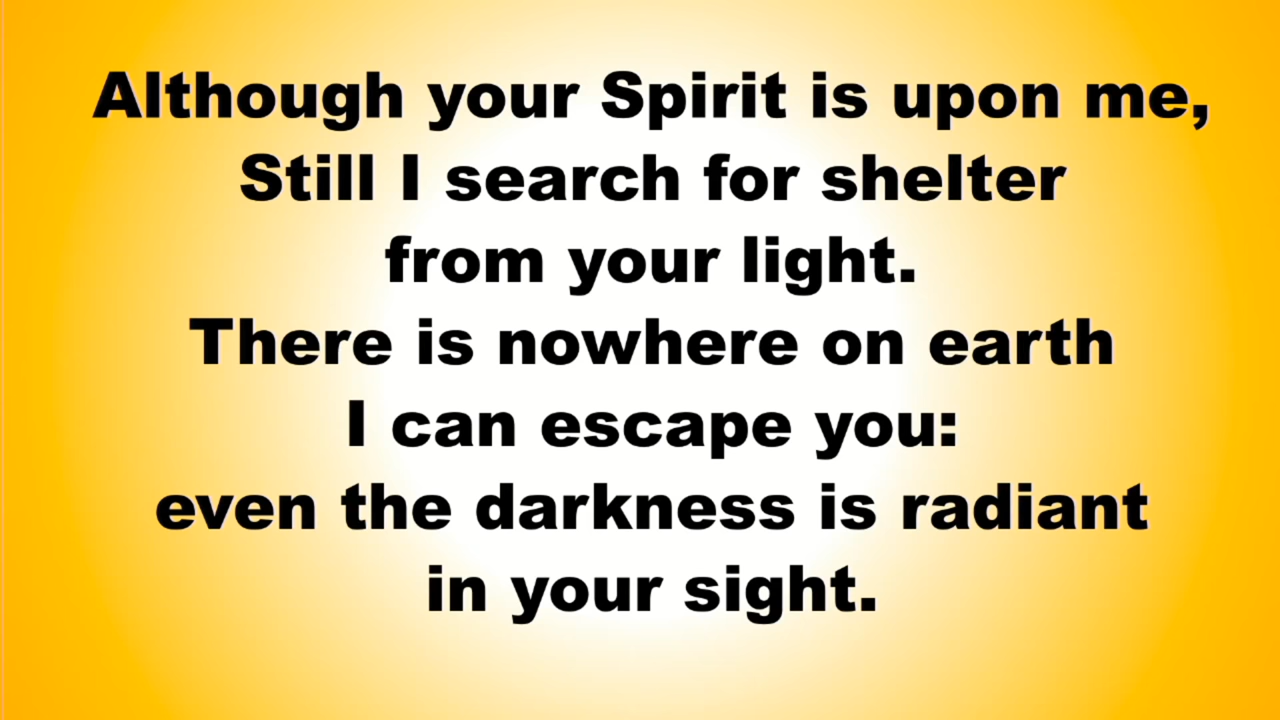 Although your Spirit is upon me,
Still I search for shelter
from your light.
There is nowhere on earth
I can escape you:
even the darkness is radiant
in your sight.